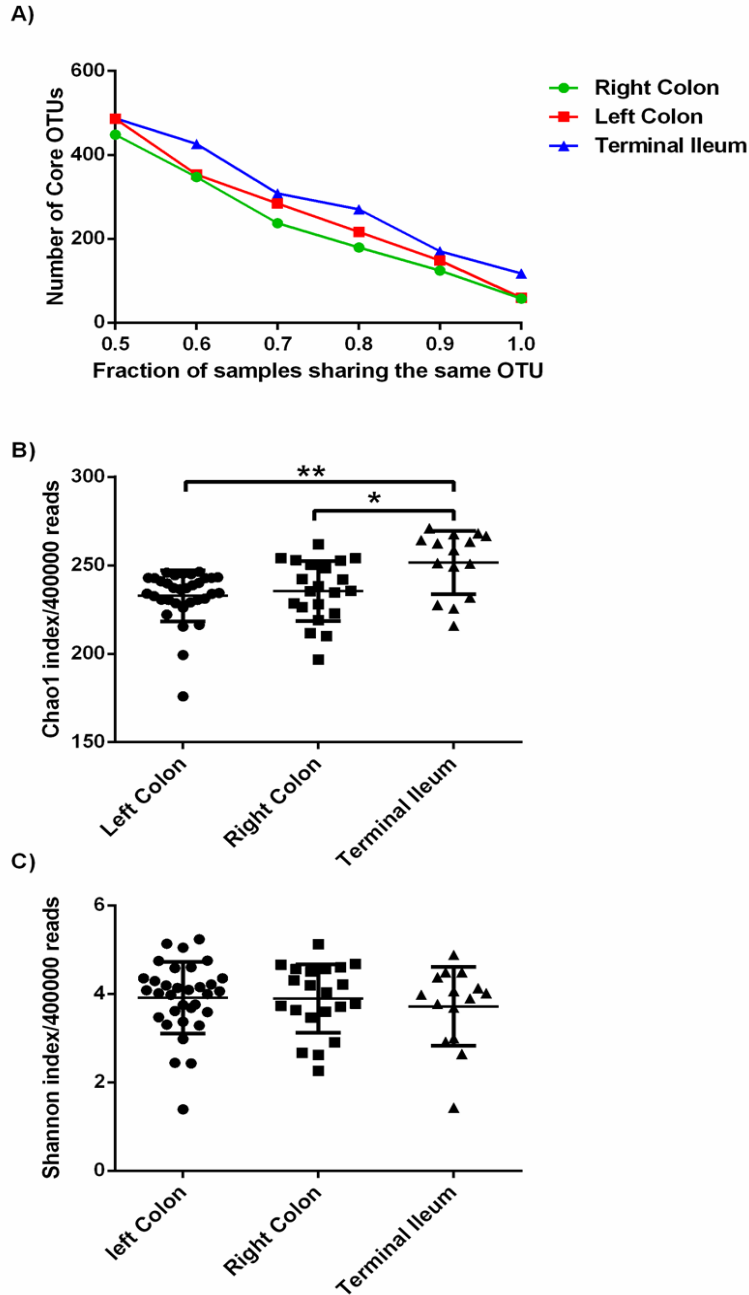 A)
600
400
200
0
Number of Core OTUs
0.5 0.6 0.7 0.8 0.9 1.0
Fraction of samples sharing the same OTU
Right Colon
Left Colon
Terminal Ileum
B)
300
250
200
150
Chao1 index/400000 reads
**
*
Left Colon
Right Colon
Terminal Ileum
C)
6
4
2
0
Shannon index/400000 reads
left Colon
Right Colon
Terminal Ileum